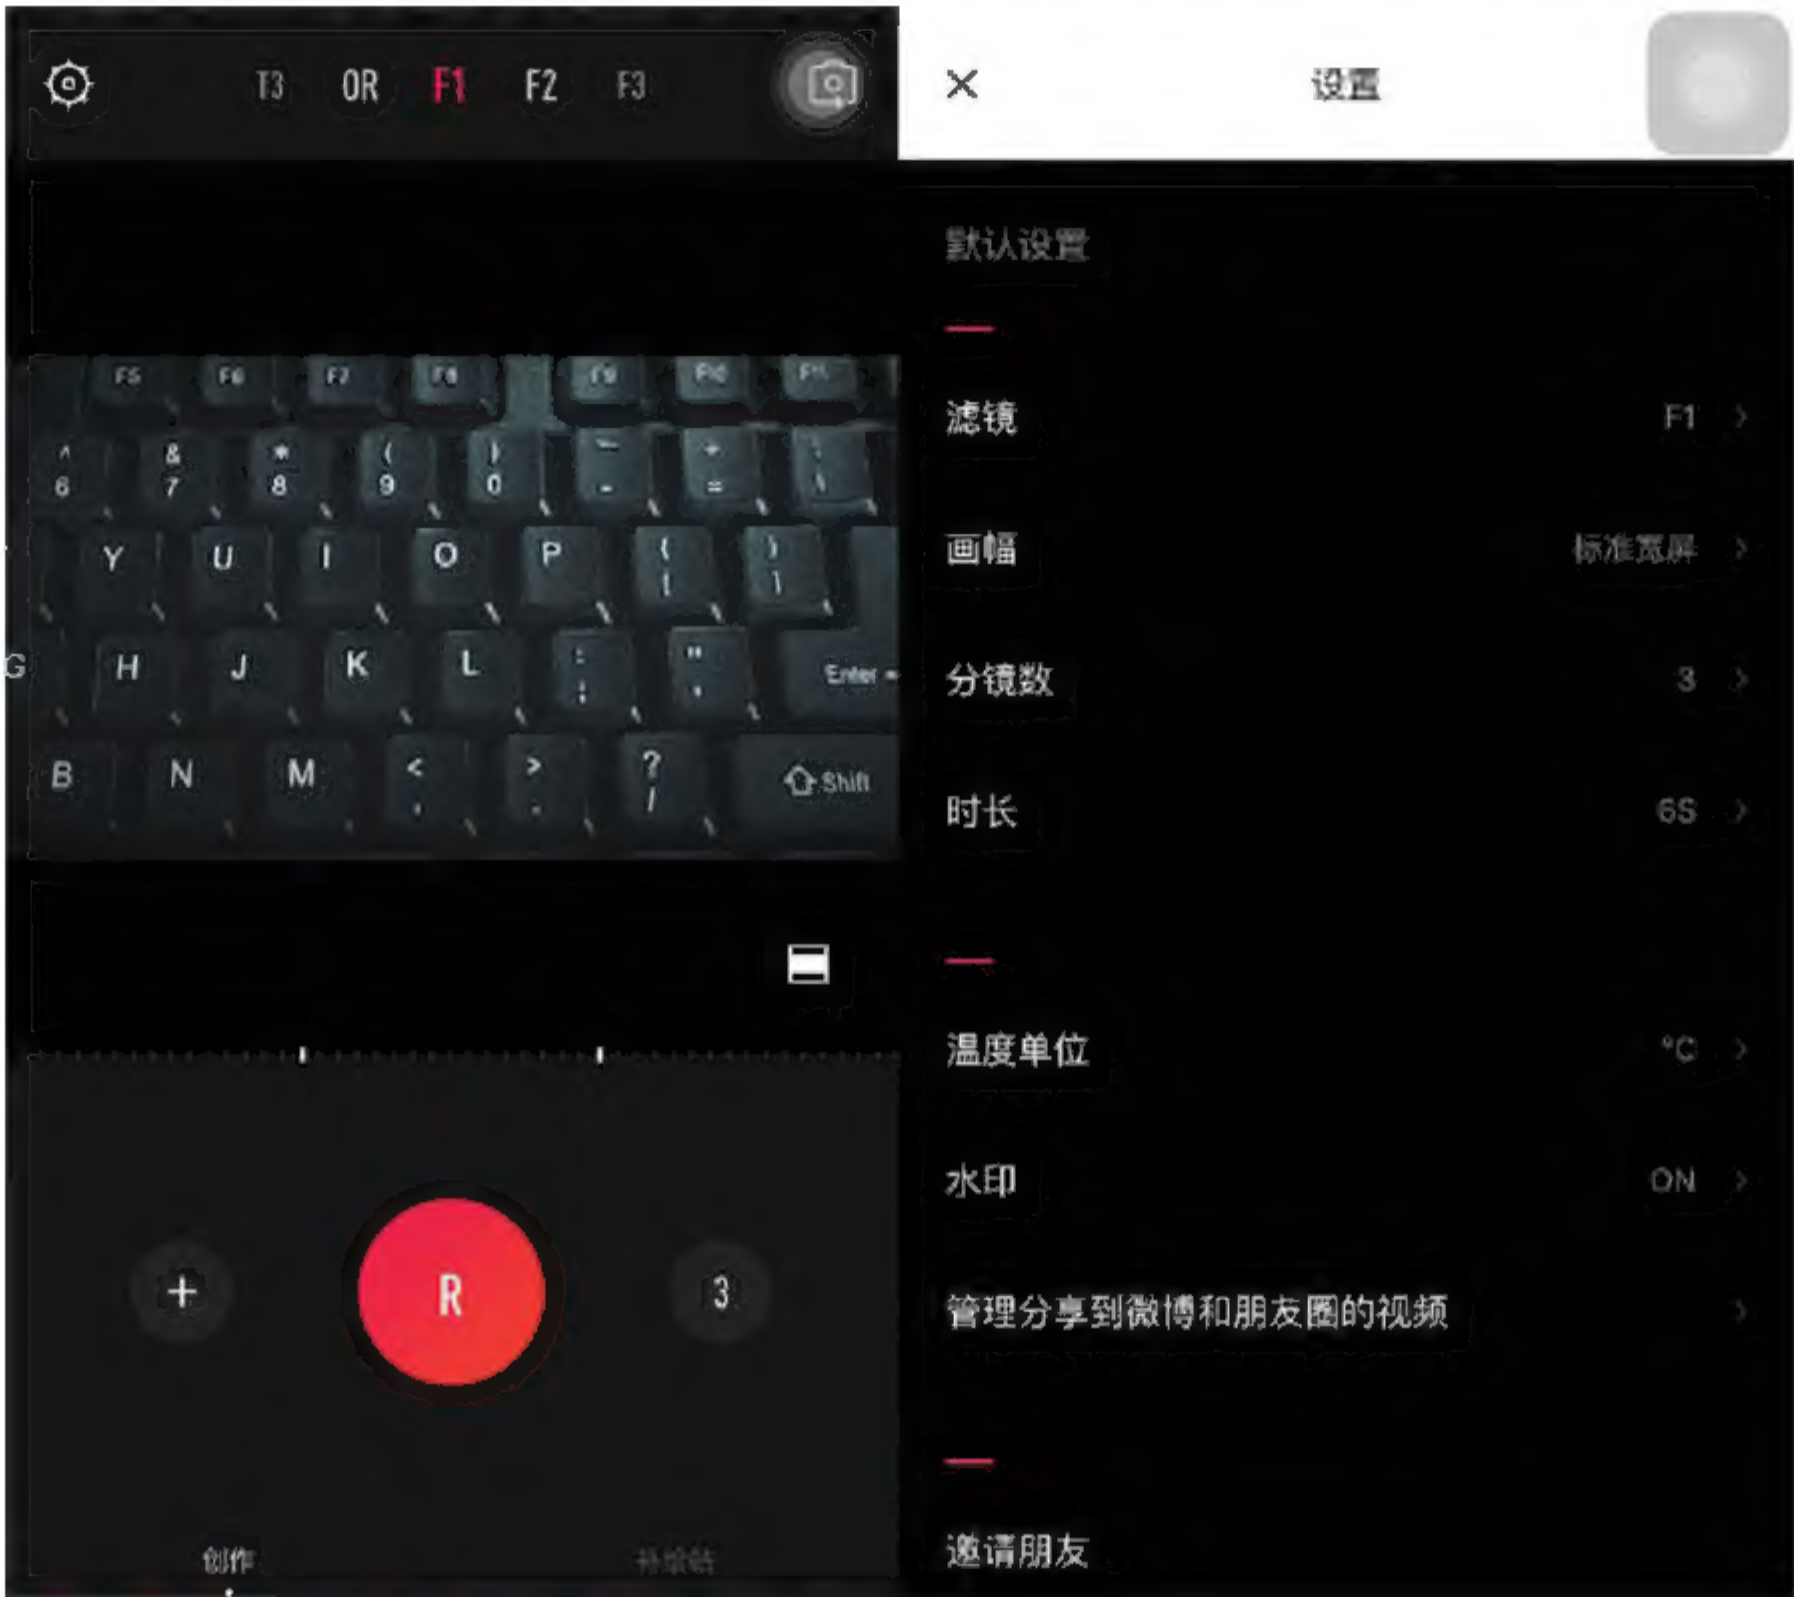 T3 OR F1 F2 F3
F5 F6 F7 F8 F9 F10 F11
^ & * ( ) _ + |
6 7 8 9 0 - = \
Y U I O P { }
[ ]
G H J K L : "
; '
Enter
B N M < > ?
, . /
Shift
+ R 3
创作
设置
默认设置
滤镜 F1
画幅 标准宽屏
分镜数 3
时长 6S
温度单位 °C
水印 ON
管理分享到微博和朋友圈的视频
邀请朋友